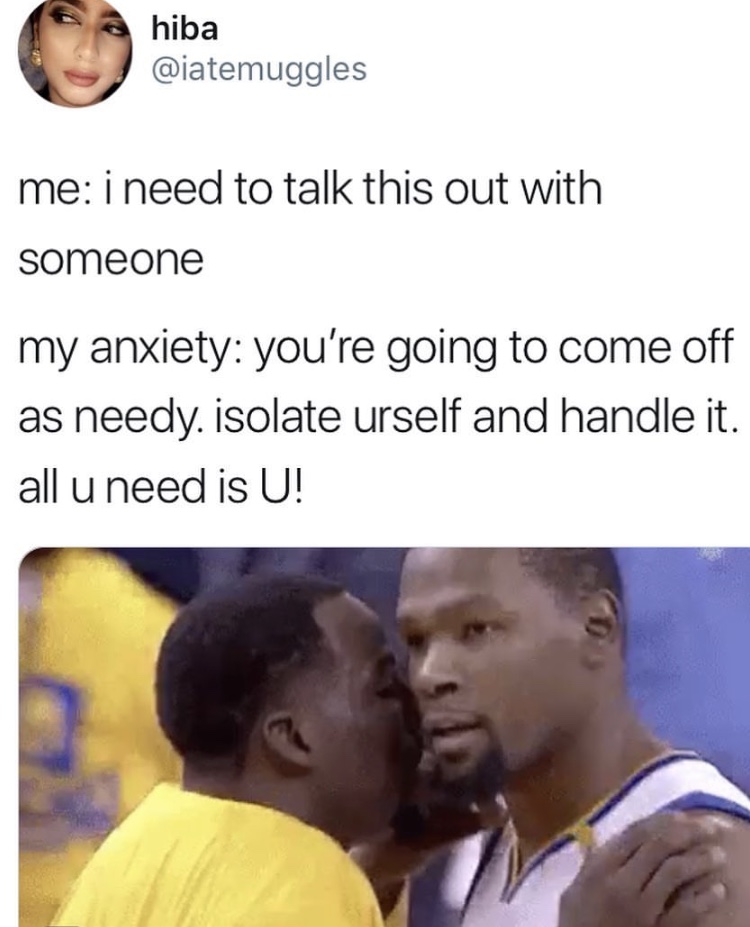 hiba
@iatemuggles
me: i need to talk this out with
someone
my anxiety: you're going to come off
as needy. isolate urself and handle it.
all u need is U!